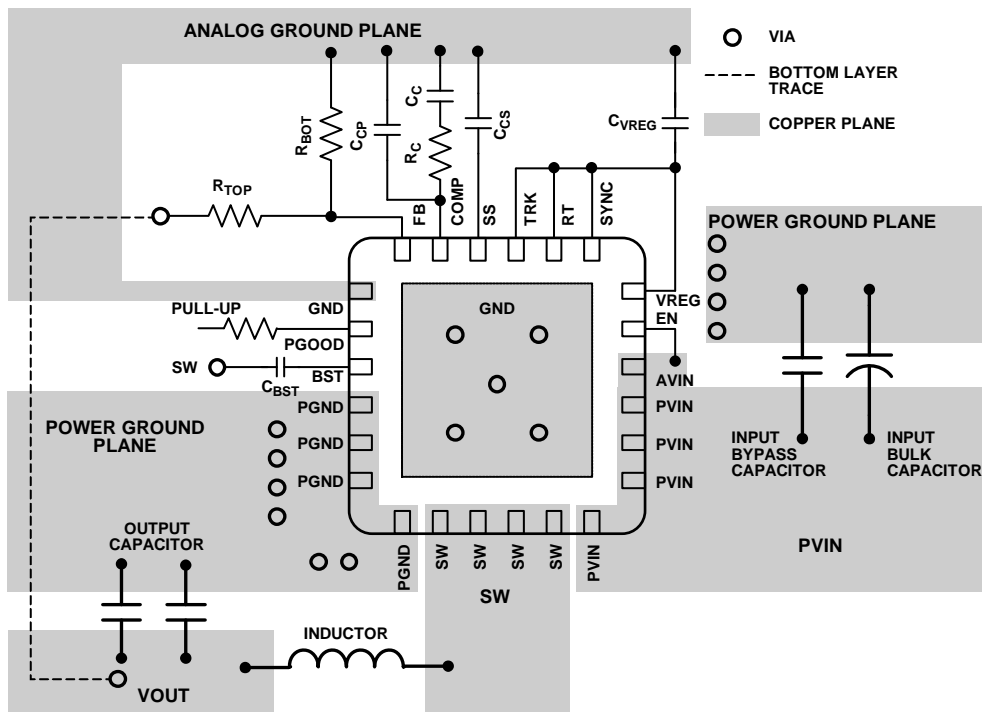 ANALOG GROUND PLANE
VIA
BOTTOM LAYER
TRACE
COPPER PLANE
RBOT
CCP
CC
RC
CCS
CVREG
RTOP
FB
COMP
SS
TRK
RT
SYNC
POWER GROUND PLANE
GND
PULL-UP
PGOOD
SW
CBST
BST
GND
VREG
EN
AVIN
PGND
PGND
PGND
PVIN
PVIN
PVIN
POWER GROUND
PLANE
INPUT
BYPASS
CAPACITOR
INPUT
BULK
CAPACITOR
OUTPUT
CAPACITOR
PGND
SW
SW
SW
SW
PVIN
PVIN
SW
INDUCTOR
VOUT